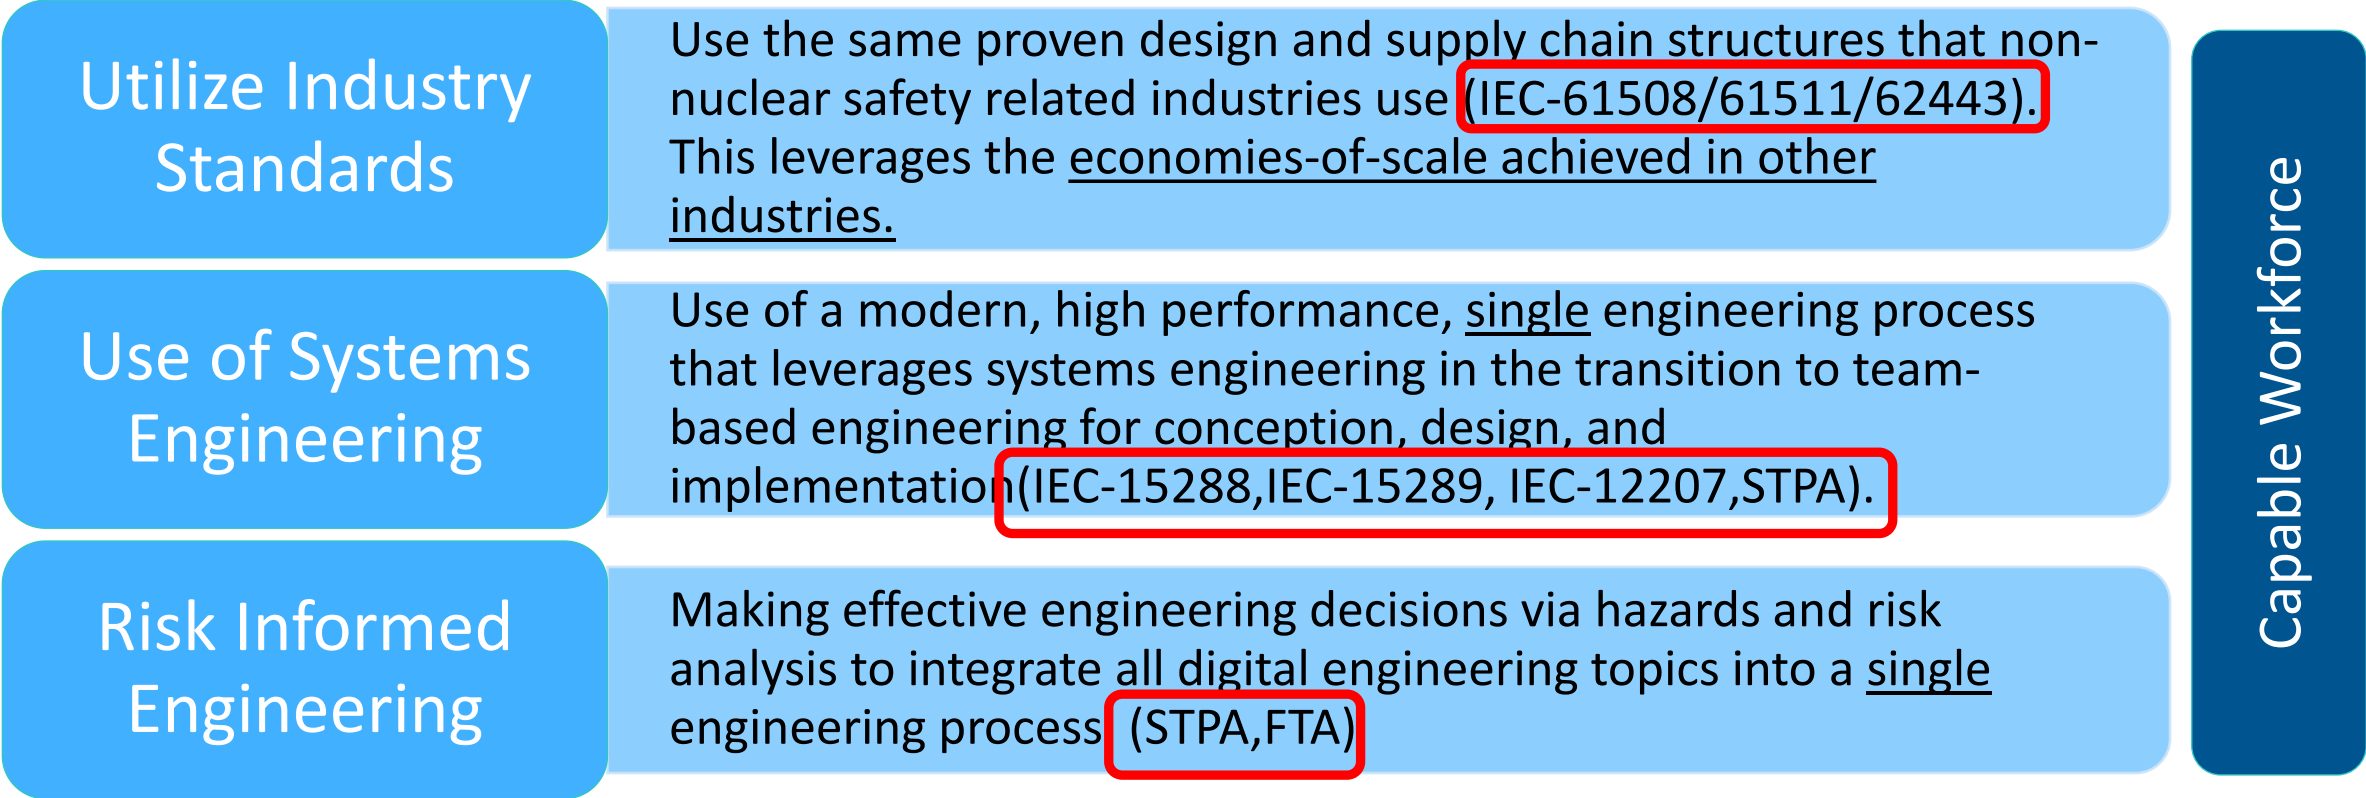 Utilize Industry
Standards
Use the same proven design and supply chain structures that non-
nuclear safety related industries use (IEC-61508/61511/62443).
This leverages the economies-of-scale achieved in other
industries.
Use of Systems
Engineering
Use of a modern, high performance, single engineering process
that leverages systems engineering in the transition to team-
based engineering for conception, design, and
implementation(IEC-15288,IEC-15289, IEC-12207,STPA).
Risk Informed
Engineering
Making effective engineering decisions via hazards and risk
analysis to integrate all digital engineering topics into a single
engineering process (STPA,FTA)
Capable Workforce